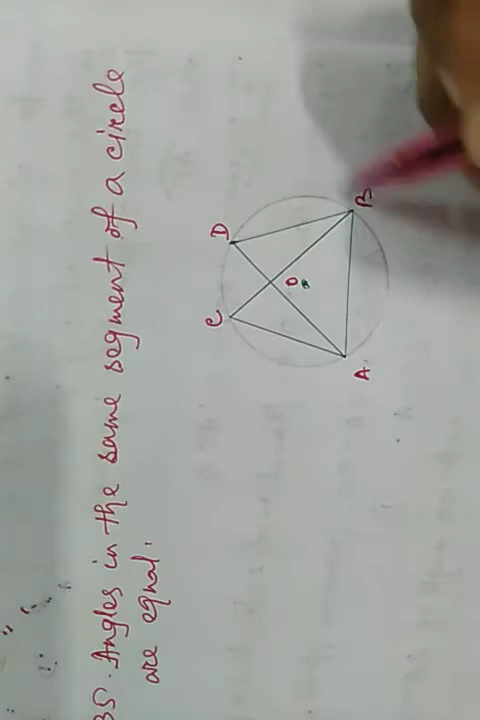 35. Angles in the same segment of a circle
are equal.
C
D
O
A
B